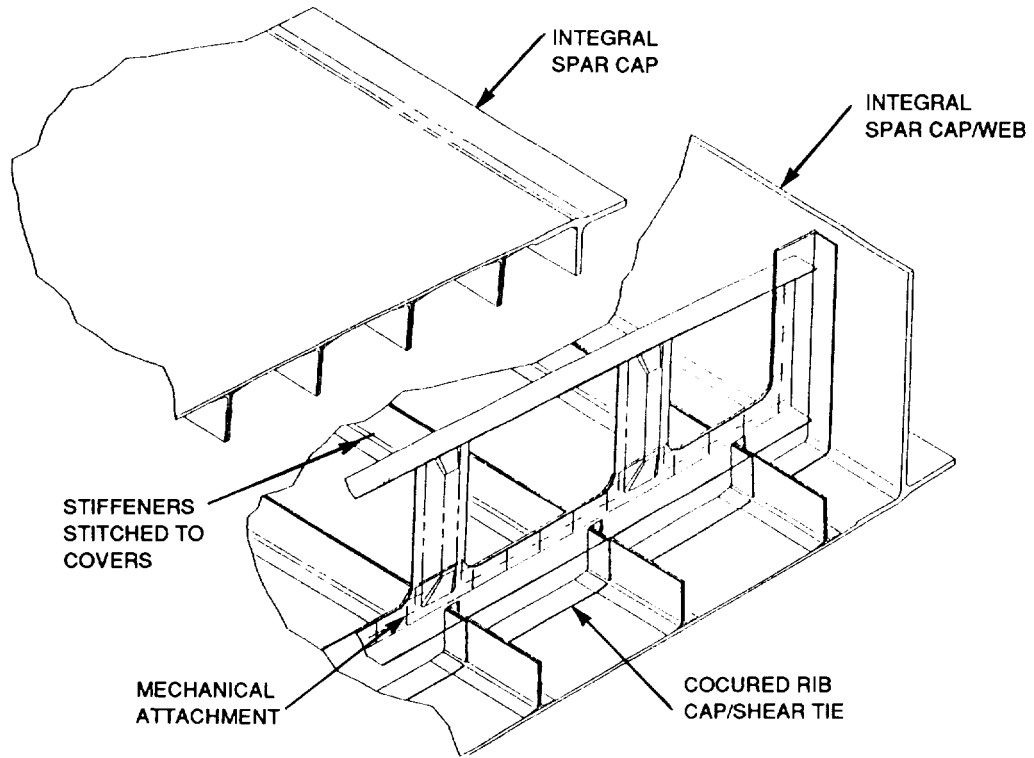 INTEGRAL
SPAR CAP
INTEGRAL
SPAR CAP/WEB
STIFFENERS
STITCHED TO
COVERS
MECHANICAL
ATTACHMENT
COCURED RIB
CAP/SHEAR TIE